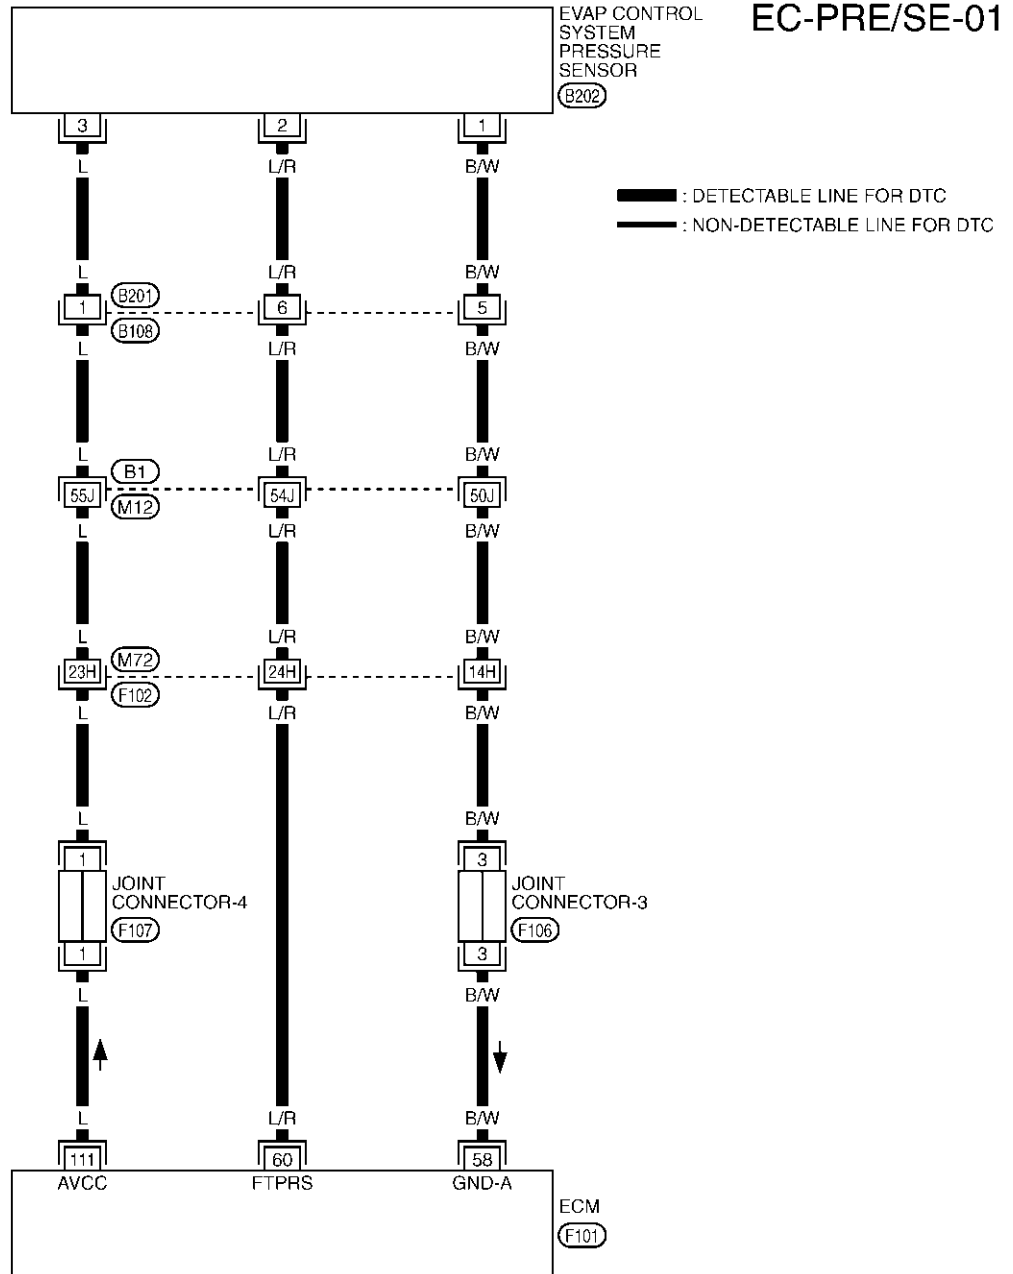 EC-PRE/SE-01
EVAP CONTROL
SYSTEM
PRESSURE
SENSOR
B202
3 2 1
L L/R B/W
: DETECTABLE LINE FOR DTC
: NON-DETECTABLE LINE FOR DTC
L L/R B/W
1 B201 6 5
B108
L L/R B/W
L L/R B/W
B1
55J 54J 50J
M12
L L/R B/W
L L/R B/W
M72
23H 24H 14H
F102
L L/R B/W
L B/W
1 3
JOINT
CONNECTOR-4
F107
JOINT
CONNECTOR-3
F106
1 3
L B/W
L L/R B/W
111 60 58
AVCC FTPRS GND-A
ECM
F101